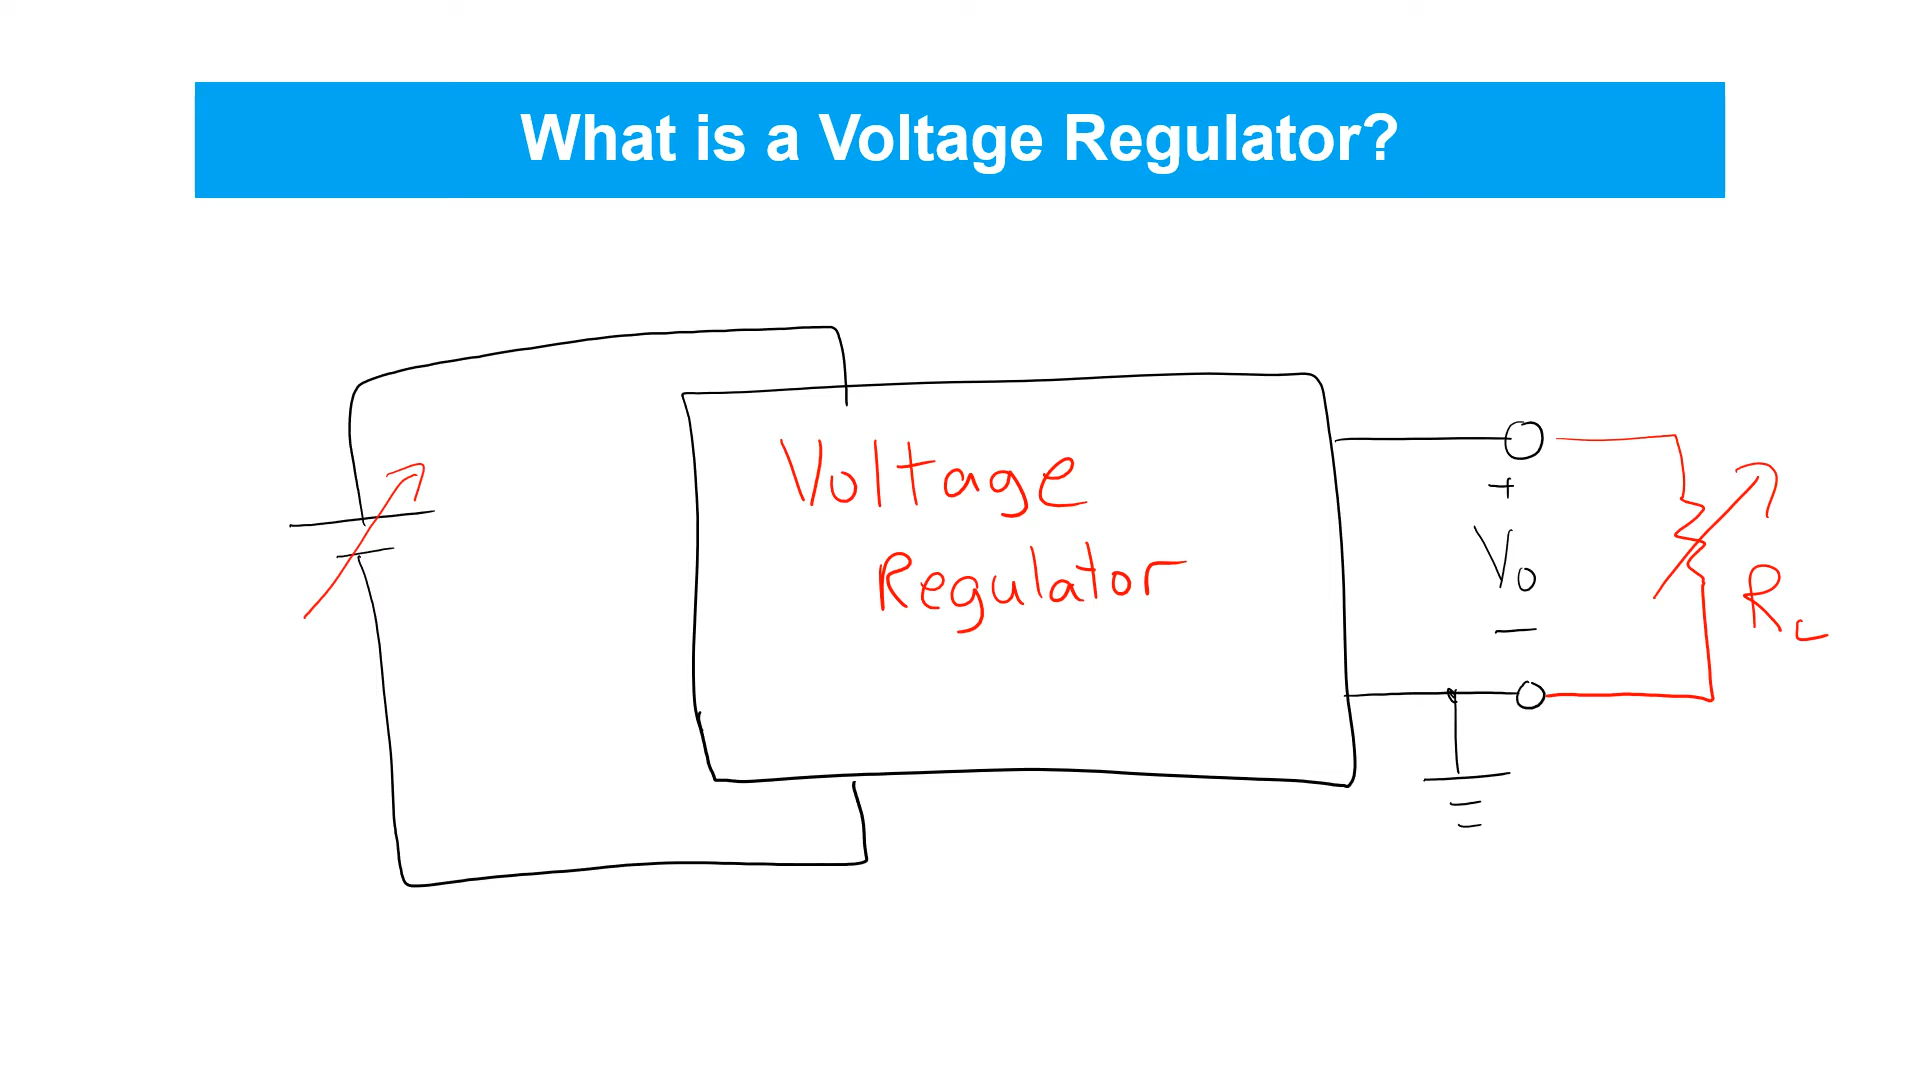 What is a Voltage Regulator?
Voltage
Regulator
+
Vo
−
RL